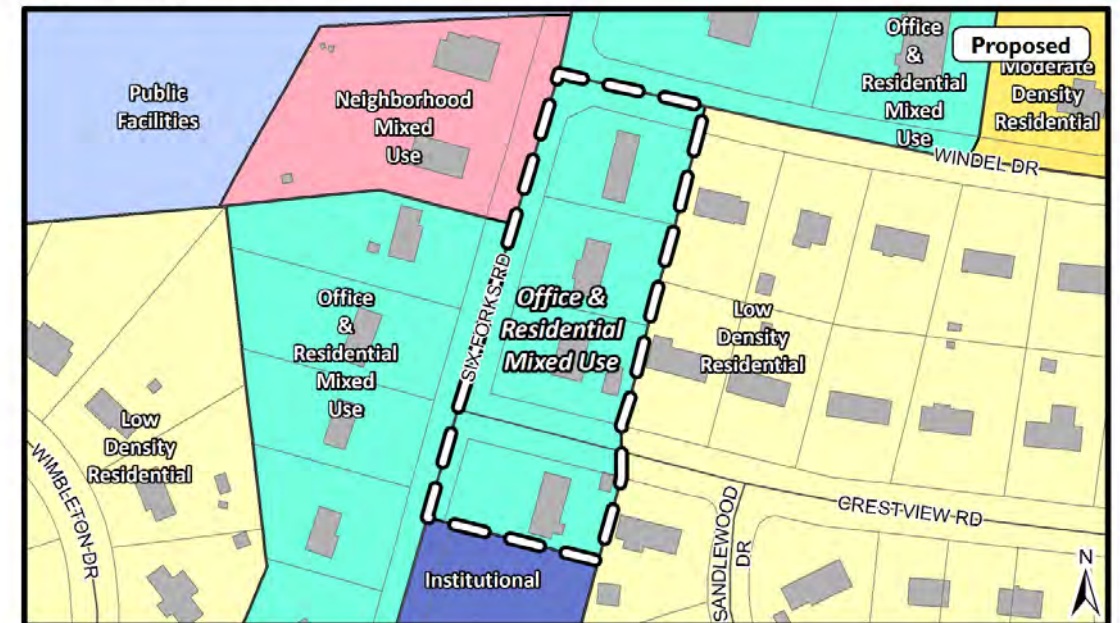 Proposed
Public
Facilities
Neighborhood
Mixed
Use
Office
&
Residential
Mixed
Use
Moderate
Density
Residential
WINDEL DR
SIX FORKS RD
Office
&
Residential
Mixed
Use
Office &
Residential
Mixed Use
Low
Density
Residential
Low
Density
Residential
WIMBLETON DR
CRESTVIEW RD
SANDLEWOOD
DR
Institutional
N